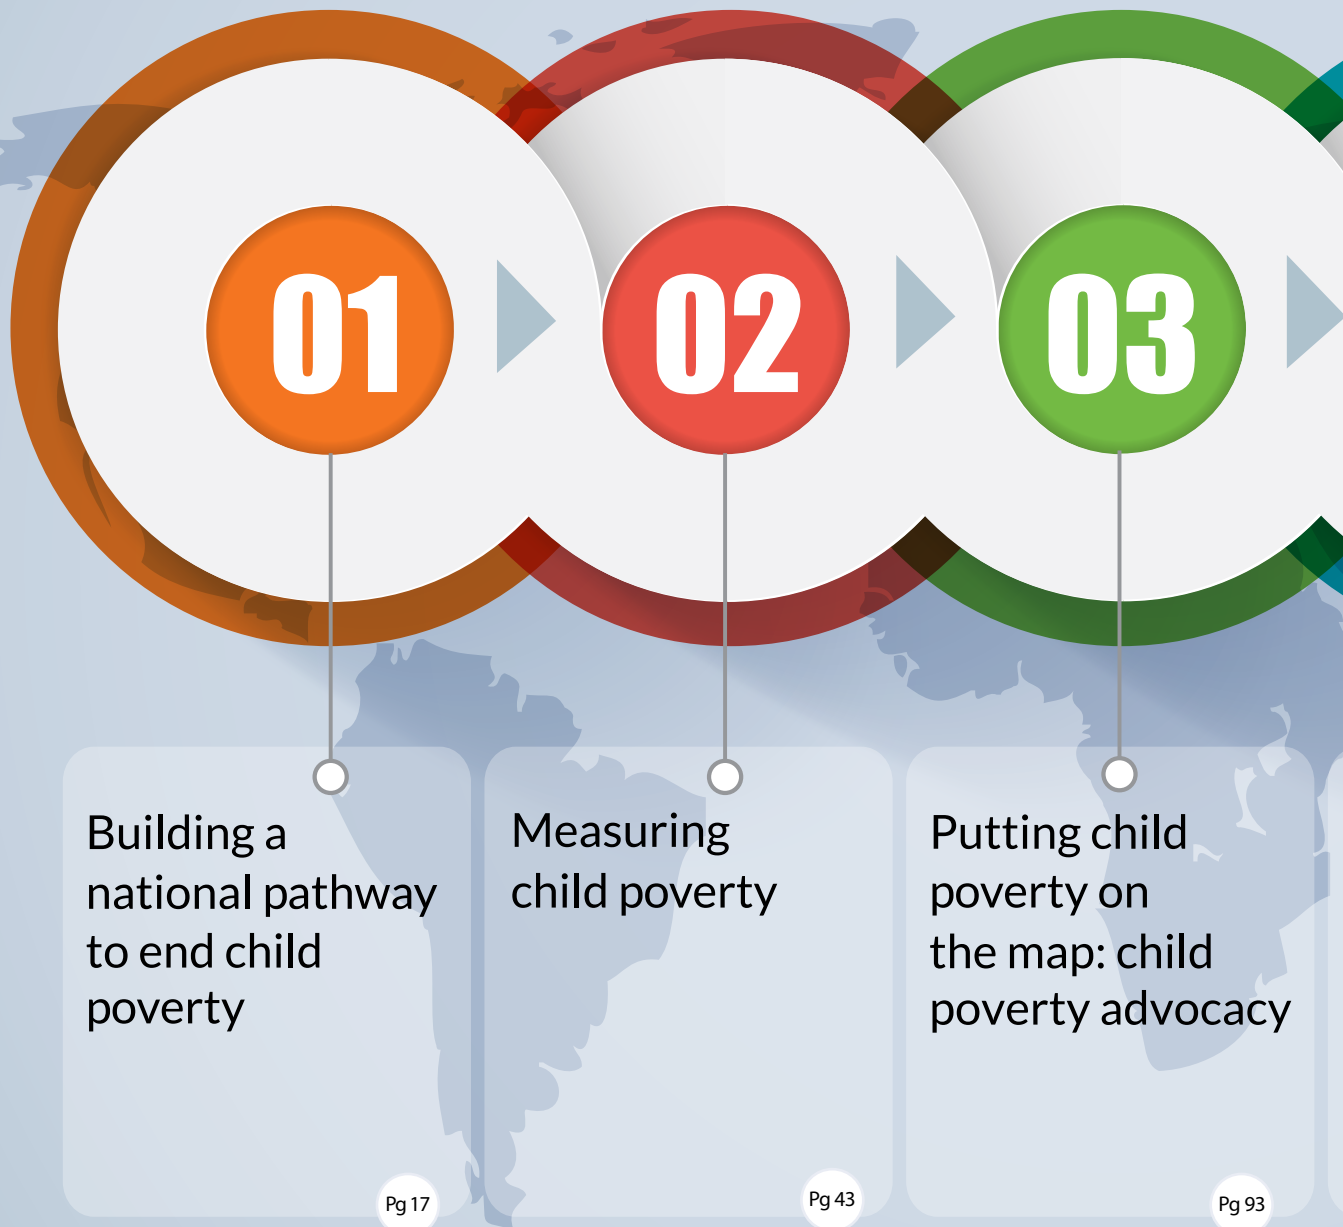 01
02
03
Building a
national pathway
to end child
poverty
Pg 17
Measuring
child poverty
Pg 43
Putting child
poverty on
the map: child
poverty advocacy
Pg 93